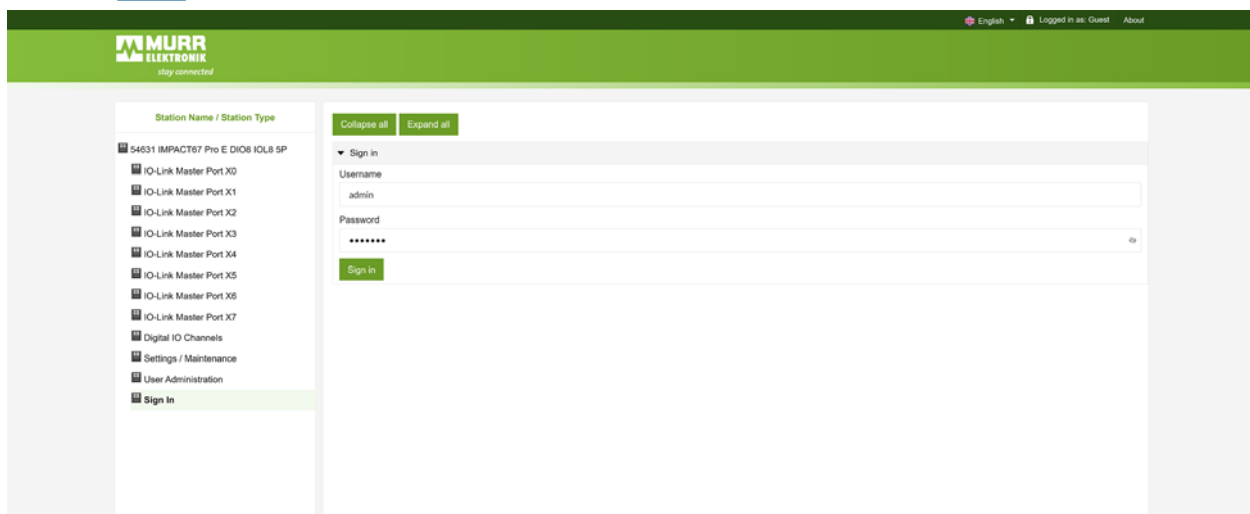 English Logged in as: Guest About
MURR
ELEKTRONIK
stay connected
Station Name / Station Type
54631 IMPACT67 Pro E DIO8 IOL8 5P
IO-Link Master Port X0
IO-Link Master Port X1
IO-Link Master Port X2
IO-Link Master Port X3
IO-Link Master Port X4
IO-Link Master Port X5
IO-Link Master Port X6
IO-Link Master Port X7
Digital IO Channels
Settings / Maintenance
User Administration
Sign In
Collapse all Expand all
Sign in
Username
admin
Password
•••••••
Sign in